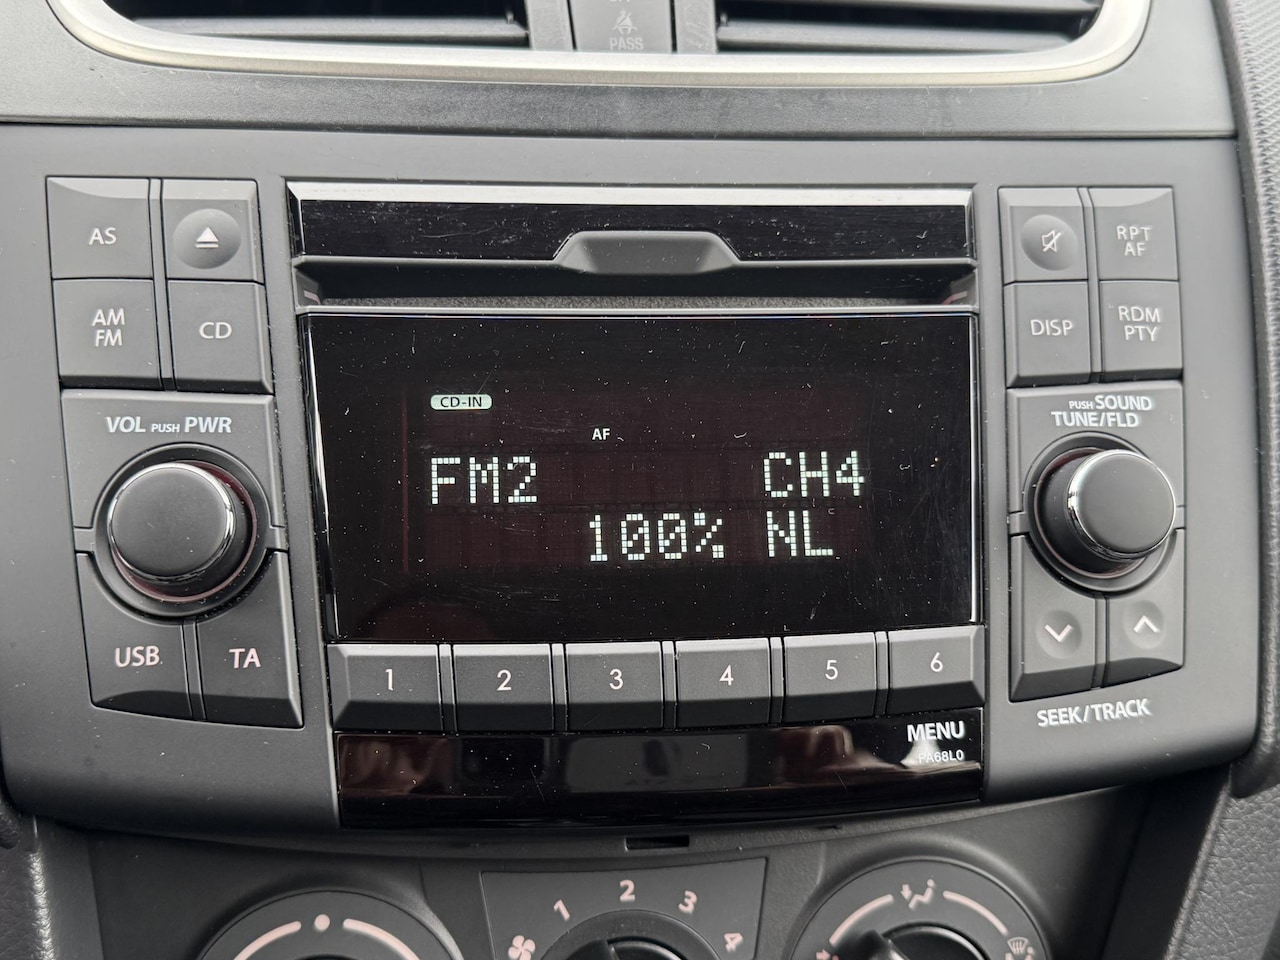 PASS
AS
RPT
AF
AM
FM
CD
DISP
RDM
PTY
CD-IN
VOL PUSH PWR
PUSH SOUND
TUNE/FLD
AF
FM2 CH4
100% NL
USB
TA
1 2 3 4 5 6
SEEK/TRACK
MENU
PA68L0
1 2 3 4